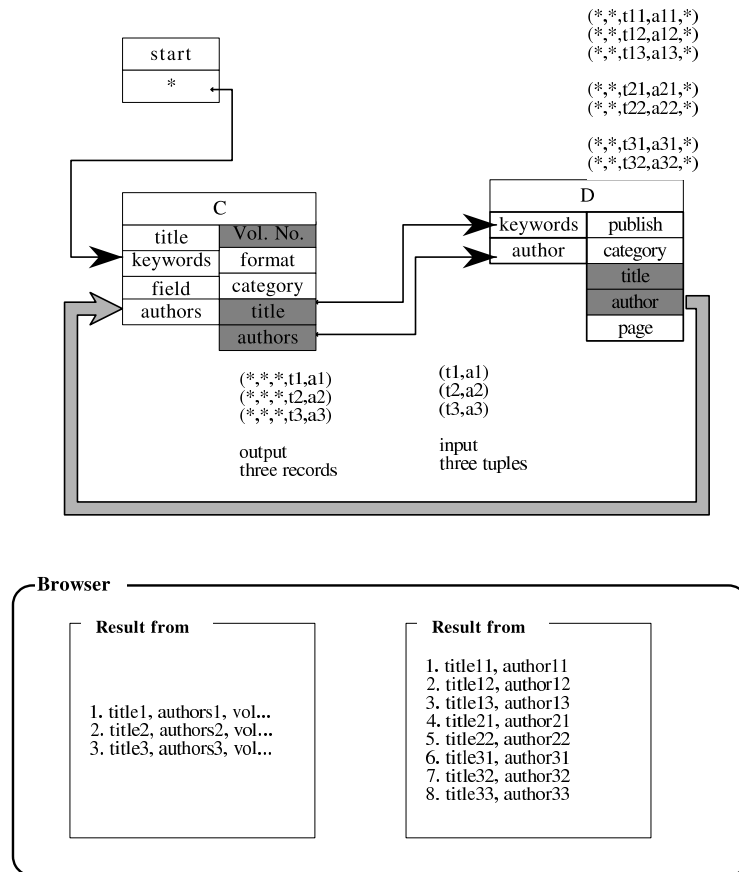 (*,*,t11,a11,*)
(*,*,t12,a12,*)
(*,*,t13,a13,*)
(*,*,t21,a21,*)
(*,*,t22,a22,*)
(*,*,t31,a31,*)
(*,*,t32,a32,*)
start
*
C
title
keywords
field
authors
Vol. No.
format
category
title
authors
D
keywords
author
publish
category
title
author
page
(*,*,*,t1,a1)
(*,*,*,t2,a2)
(*,*,*,t3,a3)
output
three records
(t1,a1)
(t2,a2)
(t3,a3)
input
three tuples
Browser
Result from
1. title1, authors1, vol...
2. title2, authors2, vol...
3. title3, authors3, vol...
Result from
1. title11, author11
2. title12, author12
3. title13, author13
4. title21, author21
5. title22, author22
6. title31, author31
7. title32, author32
8. title33, author33